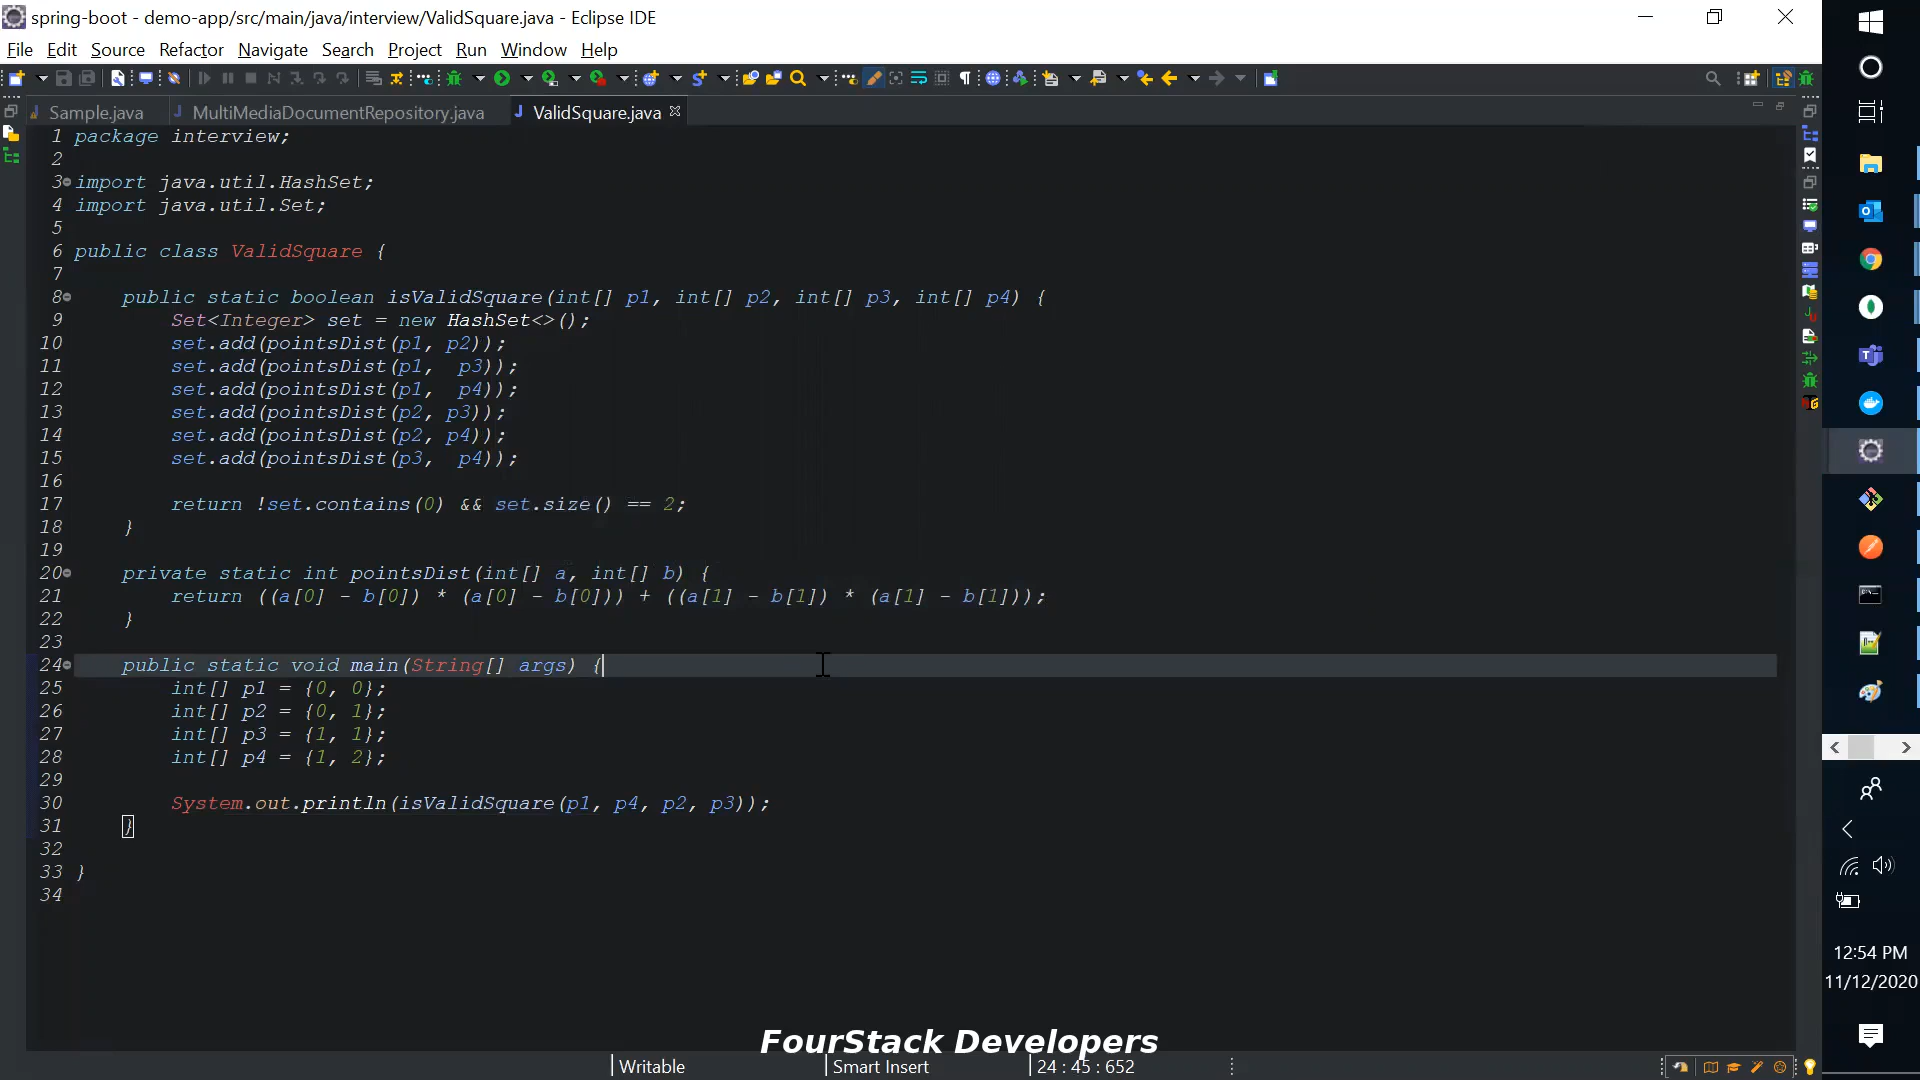 spring-boot - demo-app/src/main/java/interview/ValidSquare.java - Eclipse IDE
File Edit Source Refactor Navigate Search Project Run Window Help
Sample.java MultiMediaDocumentRepository.java ValidSquare.java
1 package interview;
2
3 import java.util.HashSet;
4 import java.util.Set;
5
6 public class ValidSquare {
7
8 public static boolean isValidSquare(int[] p1, int[] p2, int[] p3, int[] p4) {
9 Set<Integer> set = new HashSet<>();
10 set.add(pointsDist(p1, p2));
11 set.add(pointsDist(p1,  p3));
12 set.add(pointsDist(p1,  p4));
13 set.add(pointsDist(p2, p3));
14 set.add(pointsDist(p2, p4));
15 set.add(pointsDist(p3,  p4));
16
17 return !set.contains(0) && set.size() == 2;
18 }
19
20 private static int pointsDist(int[] a, int[] b) {
21 return ((a[0] - b[0]) * (a[0] - b[0])) + ((a[1] - b[1]) * (a[1] - b[1]));
22 }
23
24 public static void main(String[] args) {
25 int[] p1 = {0, 0};
26 int[] p2 = {0, 1};
27 int[] p3 = {1, 1};
28 int[] p4 = {1, 2};
29
30 System.out.println(isValidSquare(p1, p4, p2, p3));
31 }
32
33 }
34
FourStack Developers
Writable Smart Insert 24 : 45 : 652
12:54 PM
11/12/2020